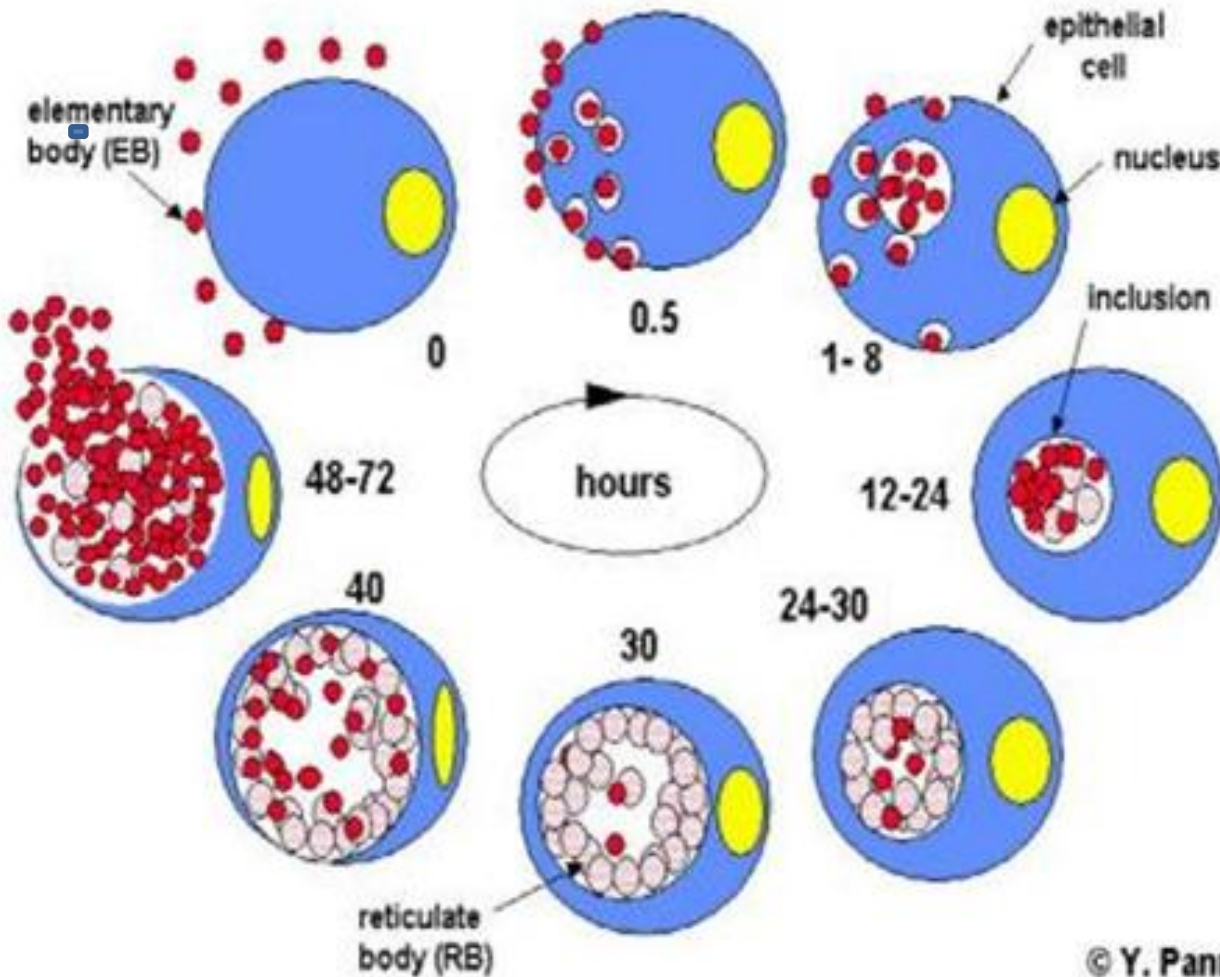 elementary
body (EB)
epithelial
cell
nucleus
inclusion
0
0.5
1- 8
12-24
24-30
30
40
48-72
hours
reticulate
body (RB)
© Y. Pan